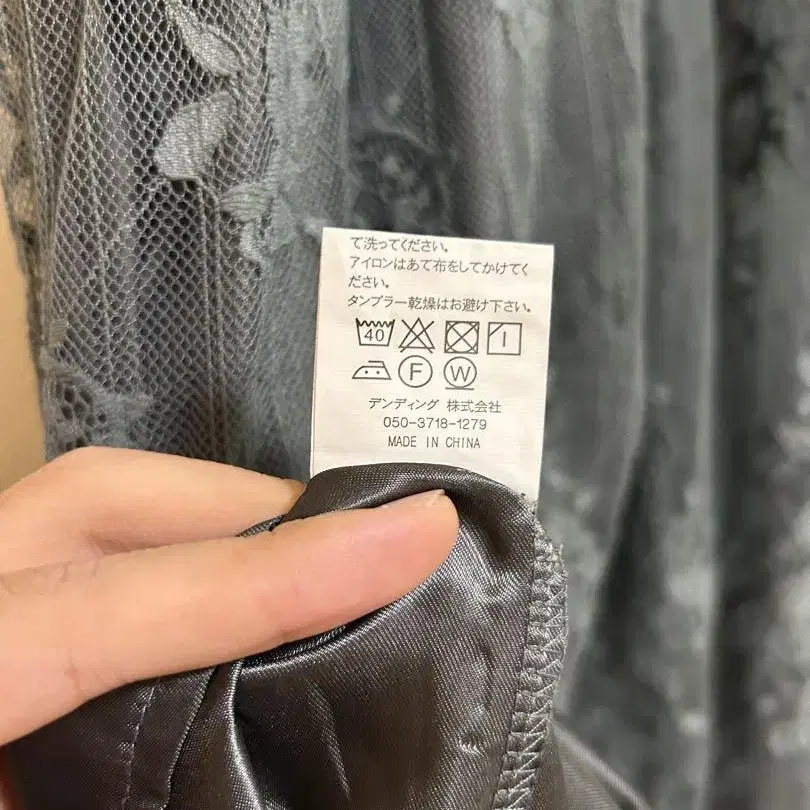 て洗ってください。
アイロンはあて布をしてかけてく
ださい。
タンブラー乾燥はお避け下さい。
40
F W
デンディング 株式会社
050-3718-1279
MADE IN CHINA